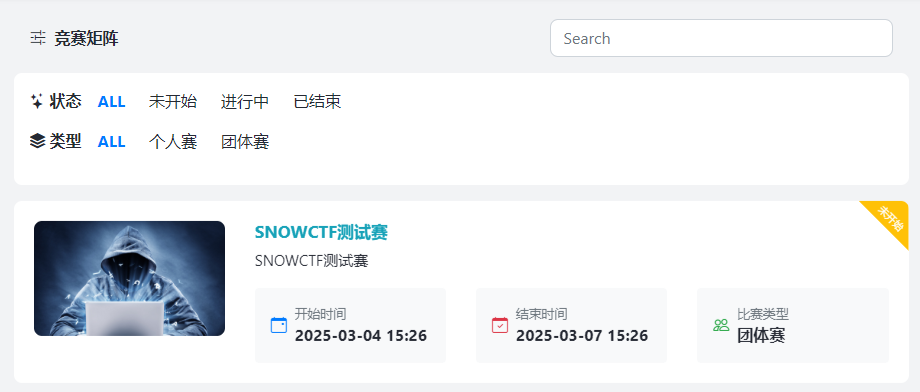 竞赛矩阵 Search
状态 ALL 未开始 进行中 已结束
类型 ALL 个人赛 团体赛
未开始
SNOWCTF测试赛
SNOWCTF测试赛
开始时间 结束时间 比赛类型
2025-03-04 15:26 2025-03-07 15:26 团体赛